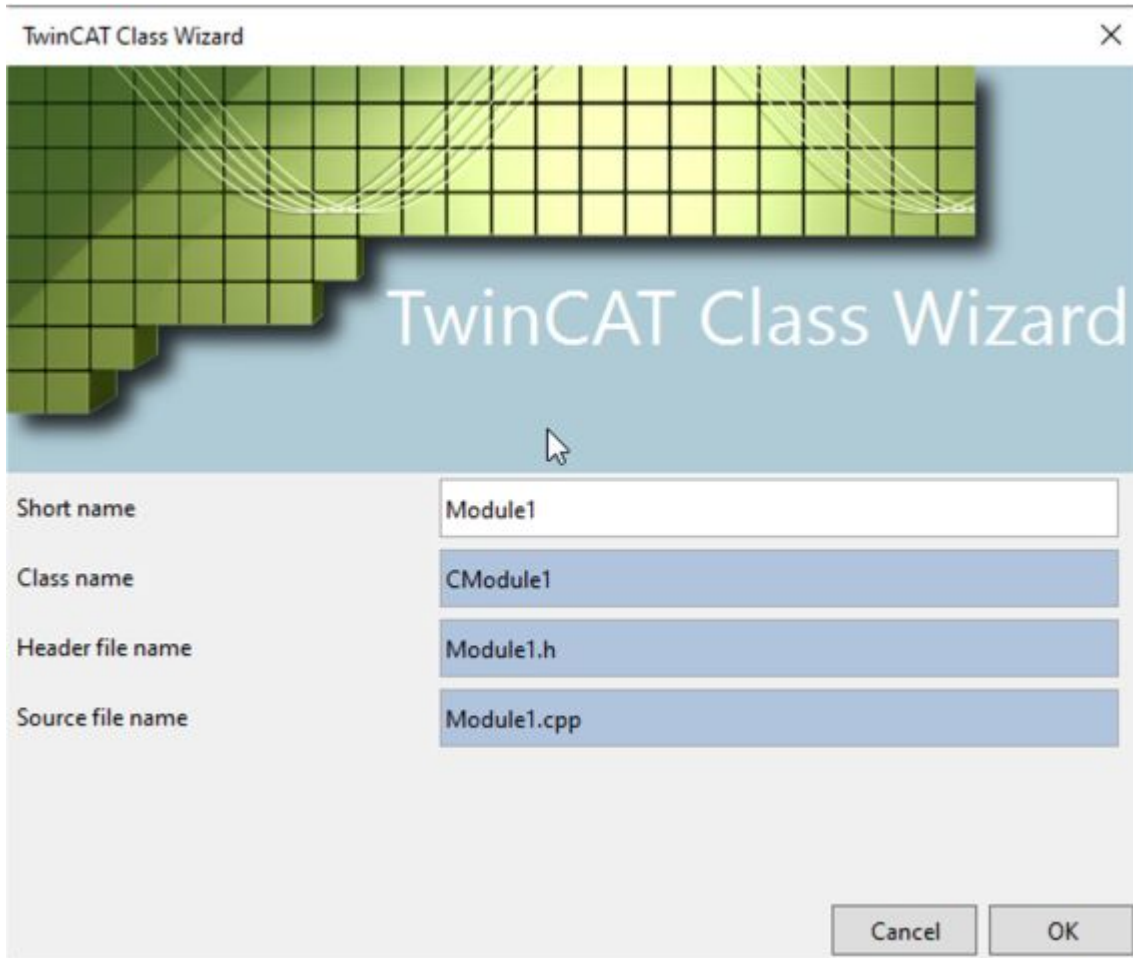 TwinCAT Class Wizard
TwinCAT Class Wizard
Short name Module1
Class name CModule1
Header file name Module1.h
Source file name Module1.cpp
Cancel OK